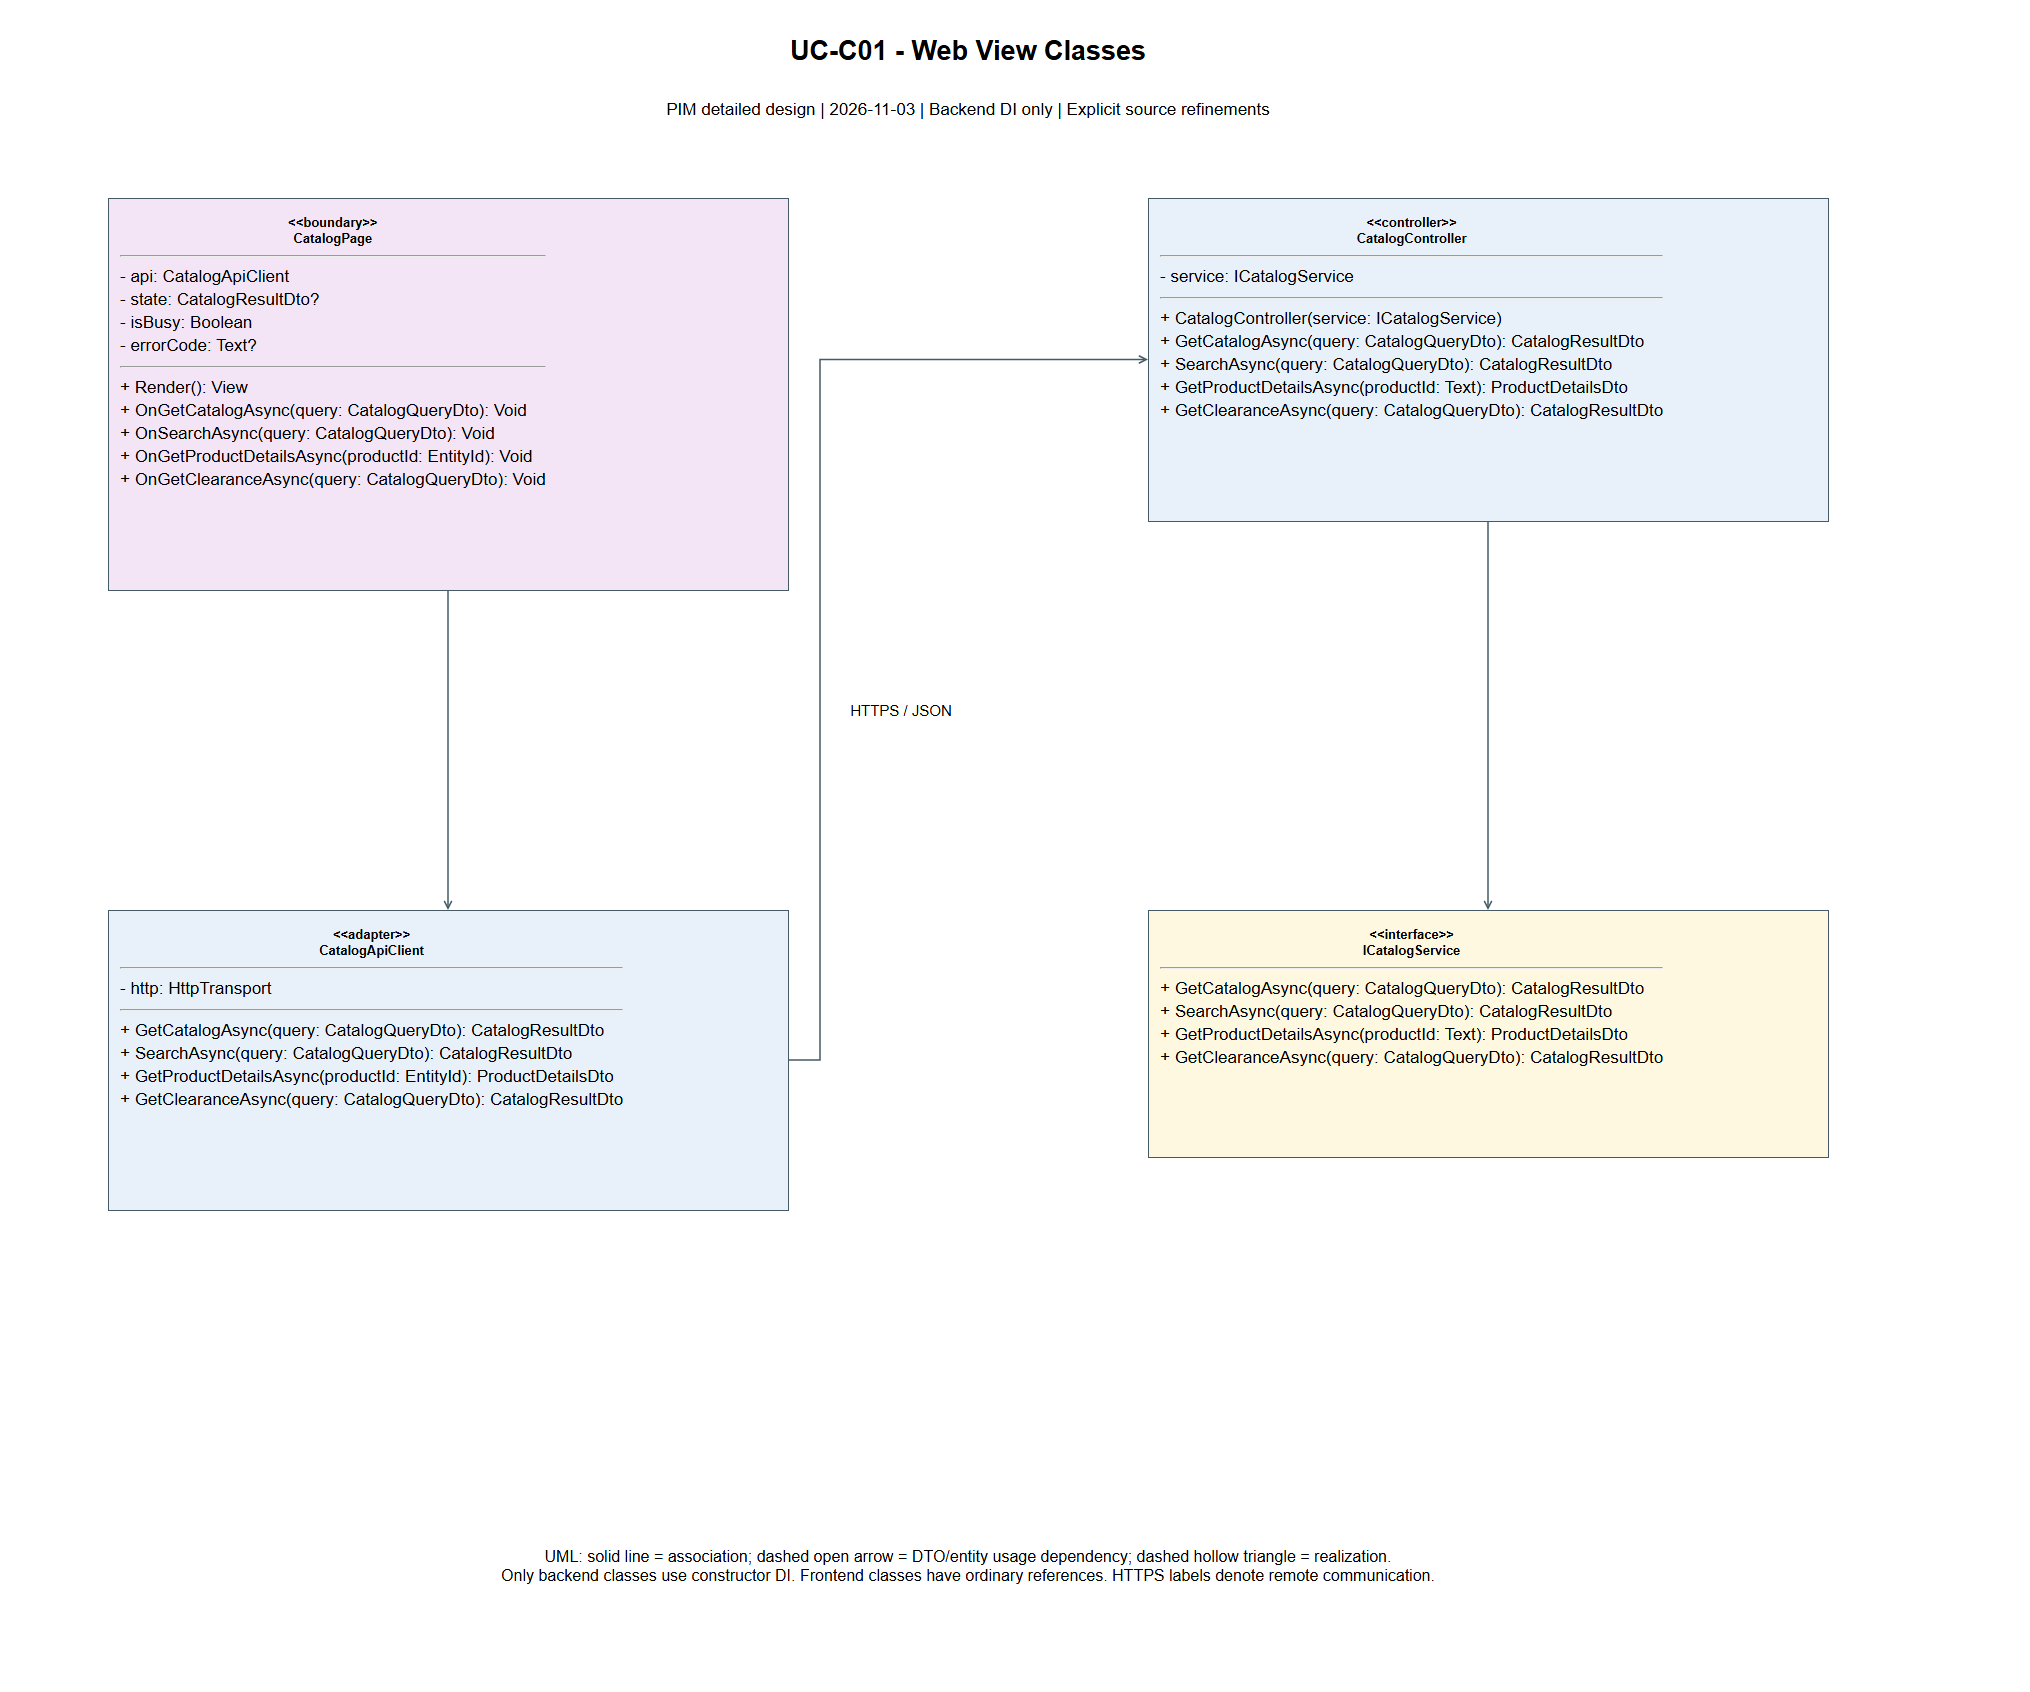 UC-C01 - Web View Classes
PIM detailed design | 2026-11-03 | Backend DI only | Explicit source refinements
<<boundary>>
CatalogPage
- api: CatalogApiClient
- state: CatalogResultDto?
- isBusy: Boolean
- errorCode: Text?
+ Render(): View
+ OnGetCatalogAsync(query: CatalogQueryDto): Void
+ OnSearchAsync(query: CatalogQueryDto): Void
+ OnGetProductDetailsAsync(productId: EntityId): Void
+ OnGetClearanceAsync(query: CatalogQueryDto): Void
<<controller>>
CatalogController
- service: ICatalogService
+ CatalogController(service: ICatalogService)
+ GetCatalogAsync(query: CatalogQueryDto): CatalogResultDto
+ SearchAsync(query: CatalogQueryDto): CatalogResultDto
+ GetProductDetailsAsync(productId: Text): ProductDetailsDto
+ GetClearanceAsync(query: CatalogQueryDto): CatalogResultDto
HTTPS / JSON
<<adapter>>
CatalogApiClient
- http: HttpTransport
+ GetCatalogAsync(query: CatalogQueryDto): CatalogResultDto
+ SearchAsync(query: CatalogQueryDto): CatalogResultDto
+ GetProductDetailsAsync(productId: EntityId): ProductDetailsDto
+ GetClearanceAsync(query: CatalogQueryDto): CatalogResultDto
<<interface>>
ICatalogService
+ GetCatalogAsync(query: CatalogQueryDto): CatalogResultDto
+ SearchAsync(query: CatalogQueryDto): CatalogResultDto
+ GetProductDetailsAsync(productId: Text): ProductDetailsDto
+ GetClearanceAsync(query: CatalogQueryDto): CatalogResultDto
UML: solid line = association; dashed open arrow = DTO/entity usage dependency; dashed hollow triangle = realization.
Only backend classes use constructor DI. Frontend classes have ordinary references. HTTPS labels denote remote communication.